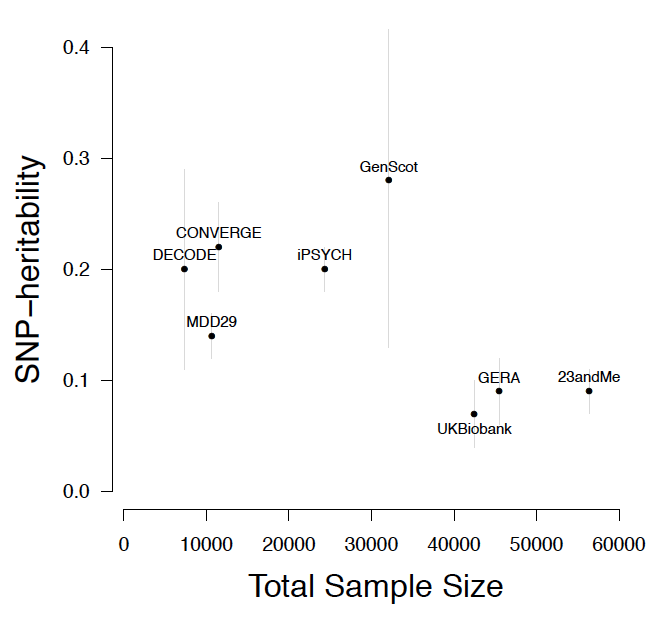 0.4
0.3
0.2
0.1
0.0
SNP−heritability
GenScot
CONVERGE
DECODE
iPSYCH
MDD29
GERA
23andMe
UKBiobank
0 10000 20000 30000 40000 50000 60000
Total Sample Size